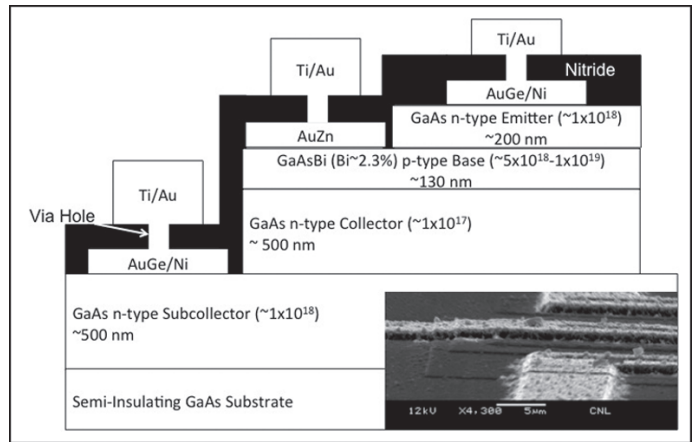 Ti/Au
Nitride
AuGe/Ni
Ti/Au
GaAs n-type Emitter (~1x10¹⁸)
~200 nm
AuZn
GaAsBi (Bi~2.3%) p-type Base (~5x10¹⁸-1x10¹⁹)
~130 nm
Ti/Au
Via Hole
GaAs n-type Collector (~1x10¹⁷)
~ 500 nm
AuGe/Ni
GaAs n-type Subcollector (~1x10¹⁸)
~500 nm
Semi-Insulating GaAs Substrate
12kV X4,300 5µm CNL